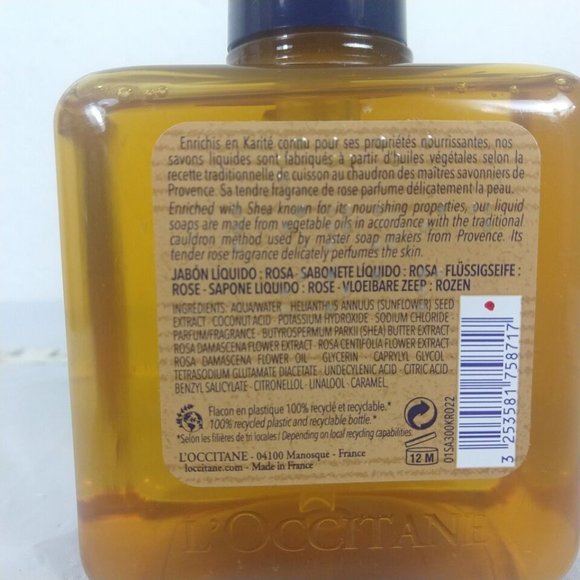 Enrichis en Karité connu pour ses propriétés nourrissantes, nos
savons liquides sont fabriqués à partir d'huiles végétales selon la
recette traditionnelle de cuisson au chaudron des maîtres savonniers de
Provence. Sa tendre fragrance de rose parfume délicatement la peau.
Enriched with Shea known for its nourishing properties, our liquid
soaps are made from vegetable oils in accordance with the traditional
cauldron method used by master soap makers from Provence. Its
tender rose fragrance delicately perfumes the skin.
JABÓN LÍQUIDO : ROSA - SABONETE LÍQUIDO : ROSA - FLÜSSIGSEIFE :
ROSE - SAPONE LIQUIDO : ROSE - VLOEIBARE ZEEP : ROZEN
INGREDIENTS: AQUA/WATER - HELIANTHUS ANNUUS (SUNFLOWER) SEED
EXTRACT - COCONUT ACID - POTASSIUM HYDROXIDE - SODIUM CHLORIDE -
PARFUM/FRAGRANCE - BUTYROSPERMUM PARKII (SHEA) BUTTER EXTRACT -
ROSA DAMASCENA FLOWER EXTRACT - ROSA CENTIFOLIA FLOWER EXTRACT -
ROSA DAMASCENA FLOWER OIL - GLYCERIN - CAPRYLYL GLYCOL -
TETRASODIUM GLUTAMATE DIACETATE - UNDECYLENIC ACID - CITRIC ACID -
BENZYL SALICYLATE - CITRONELLOL - LINALOOL - CARAMEL.
Flacon en plastique 100% recyclé et recyclable.*
100% recycled plastic and recyclable bottle.*
*Selon les filières de tri locales / Depending on local recycling capabilities.
L'OCCITANE - 04100 Manosque - France
loccitane.com - Made in France
12 M
01SA300KB022
3 253581 758717
L'OCCITANE